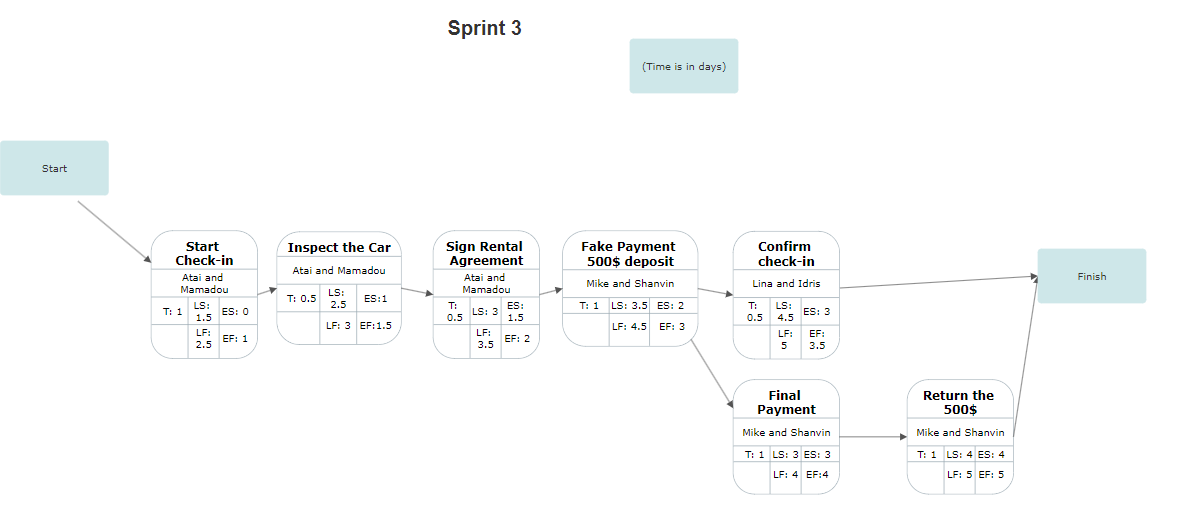 Sprint 3
(Time is in days)
Start
Start
Check-in
Atai and
Mamadou
T: 1
LS:
1.5
ES: 0
LF:
2.5
EF: 1
Inspect the Car
Atai and Mamadou
T: 0.5
LS:
2.5
ES:1
LF: 3
EF:1.5
Sign Rental
Agreement
Atai and
Mamadou
T:
0.5
LS: 3
ES:
1.5
LF:
3.5
EF: 2
Fake Payment
500$ deposit
Mike and Shanvin
T: 1
LS: 3.5
ES: 2
LF: 4.5
EF: 3
Confirm
check-in
Lina and Idris
T:
0.5
LS:
4.5
ES: 3
LF:
5
EF:
3.5
Finish
Final
Payment
Mike and Shanvin
T: 1
LS: 3
ES: 3
LF: 4
EF:4
Return the
500$
Mike and Shanvin
T: 1
LS: 4
ES: 4
LF: 5
EF: 5